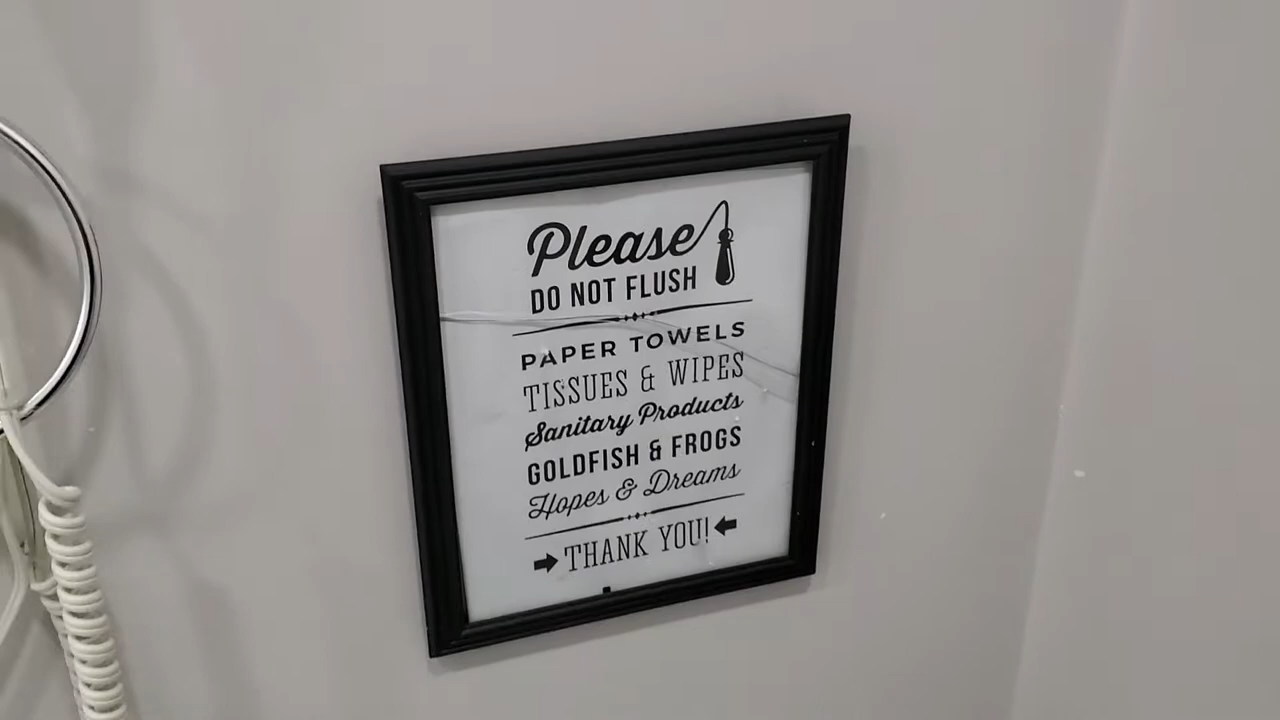 Please
DO NOT FLUSH
PAPER TOWELS
TISSUES & WIPES
Sanitary Products
GOLDFISH & FROGS
Hopes & Dreams
THANK YOU!